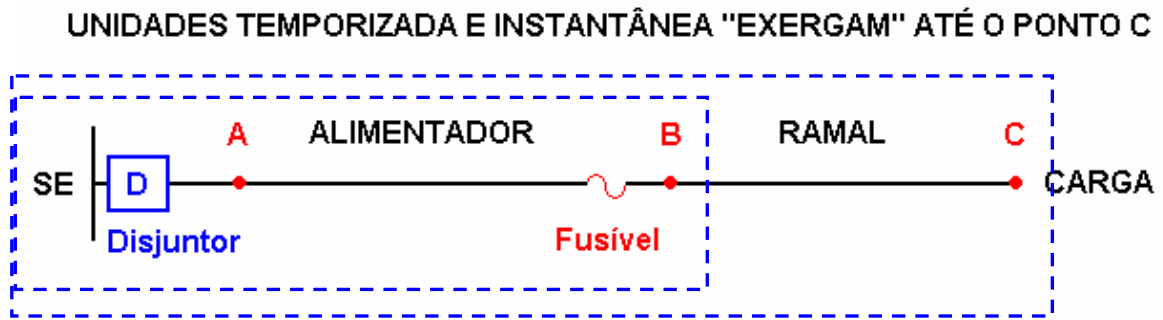 UNIDADES TEMPORIZADA E INSTANTÂNEA "EXERGAM" ATÉ O PONTO C
A ALIMENTADOR B RAMAL C
SE D CARGA
Disjuntor Fusível